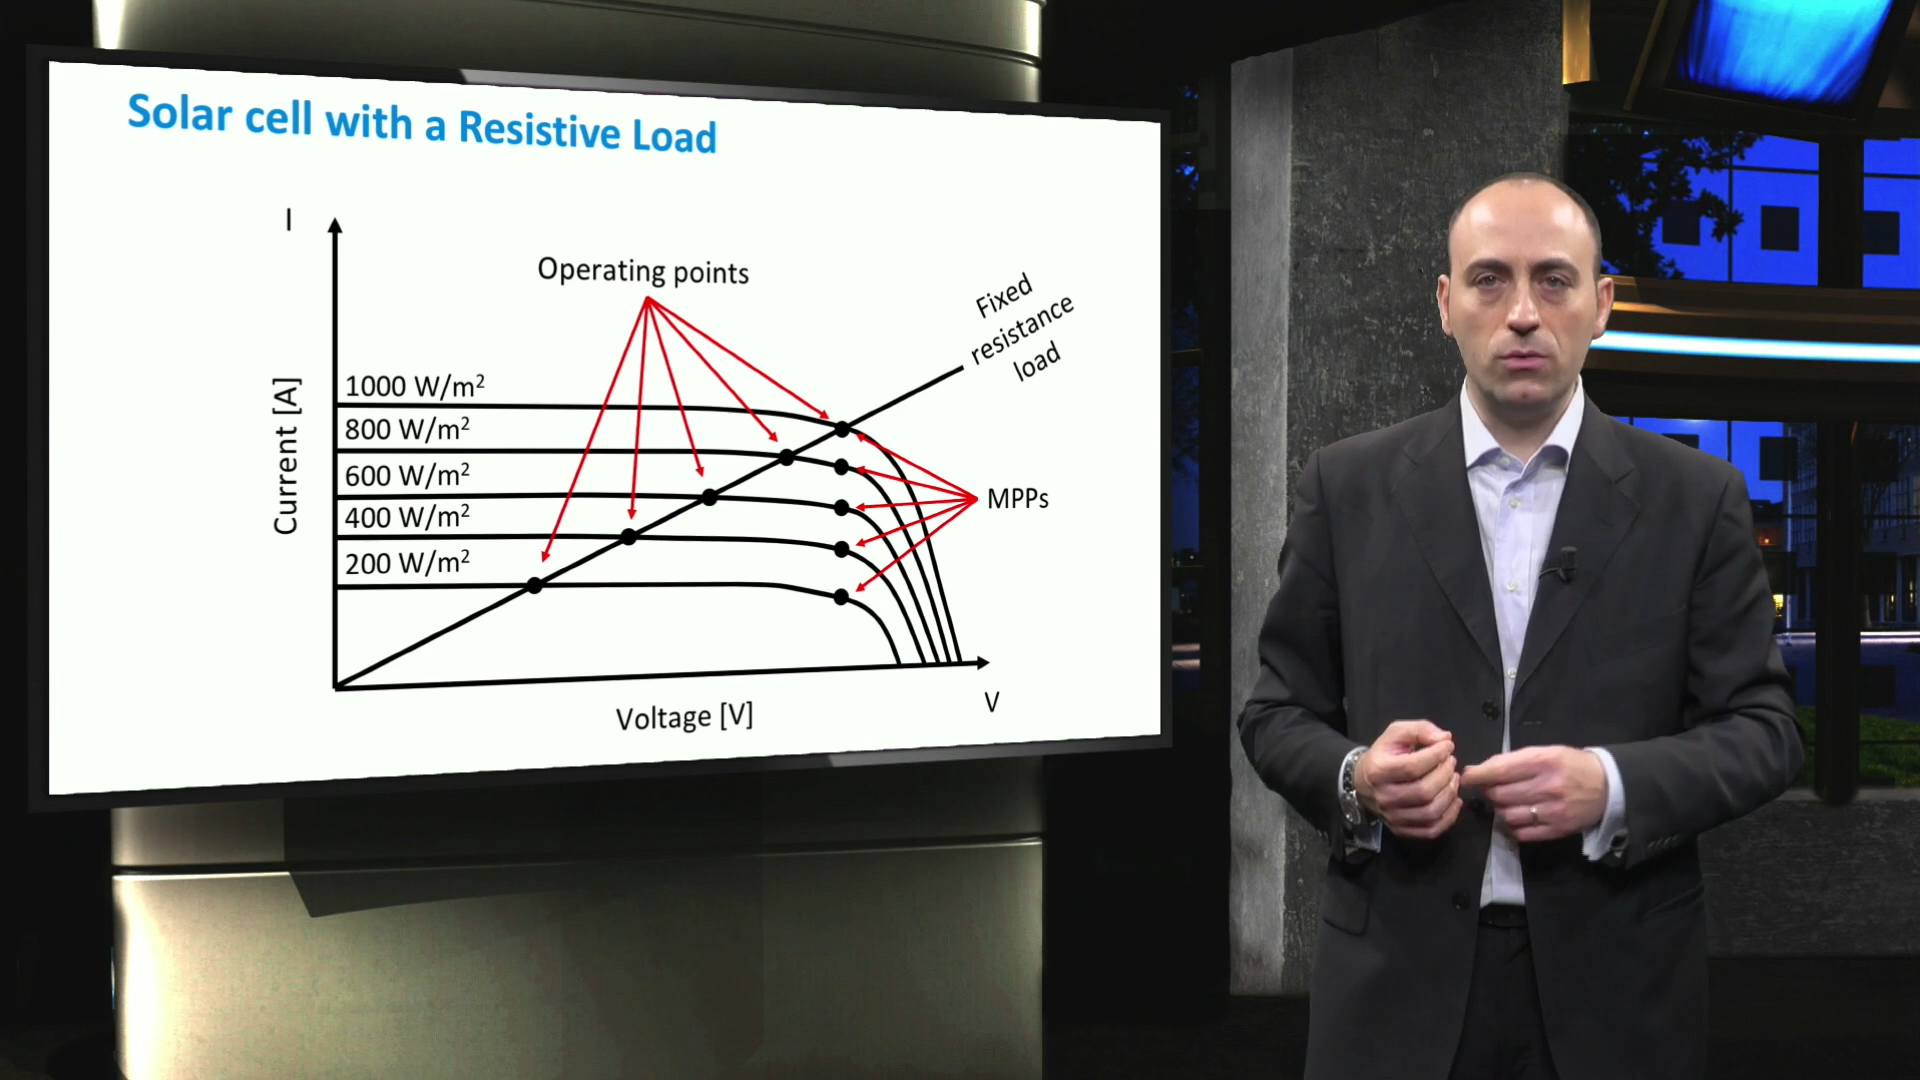 Solar cell with a Resistive Load
I
Operating points
Fixed
resistance
load
Current [A]
1000 W/m²
800 W/m²
600 W/m²
400 W/m²
200 W/m²
MPPs
Voltage [V]
V